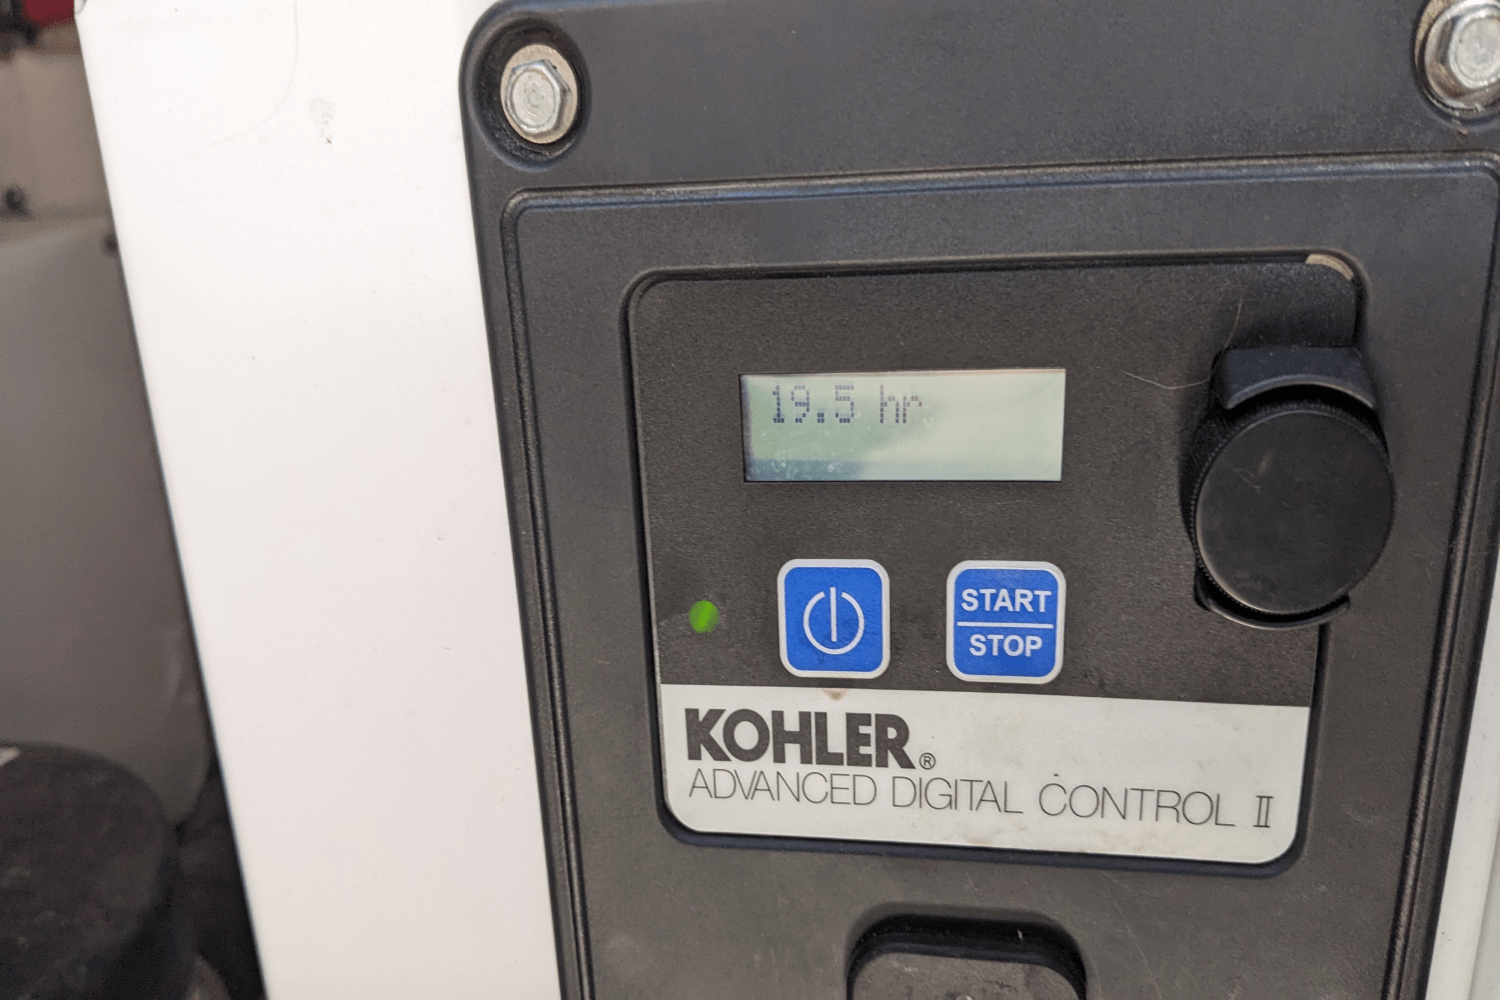 19.5 hr
START
STOP
KOHLER®
ADVANCED DIGITAL CONTROL II